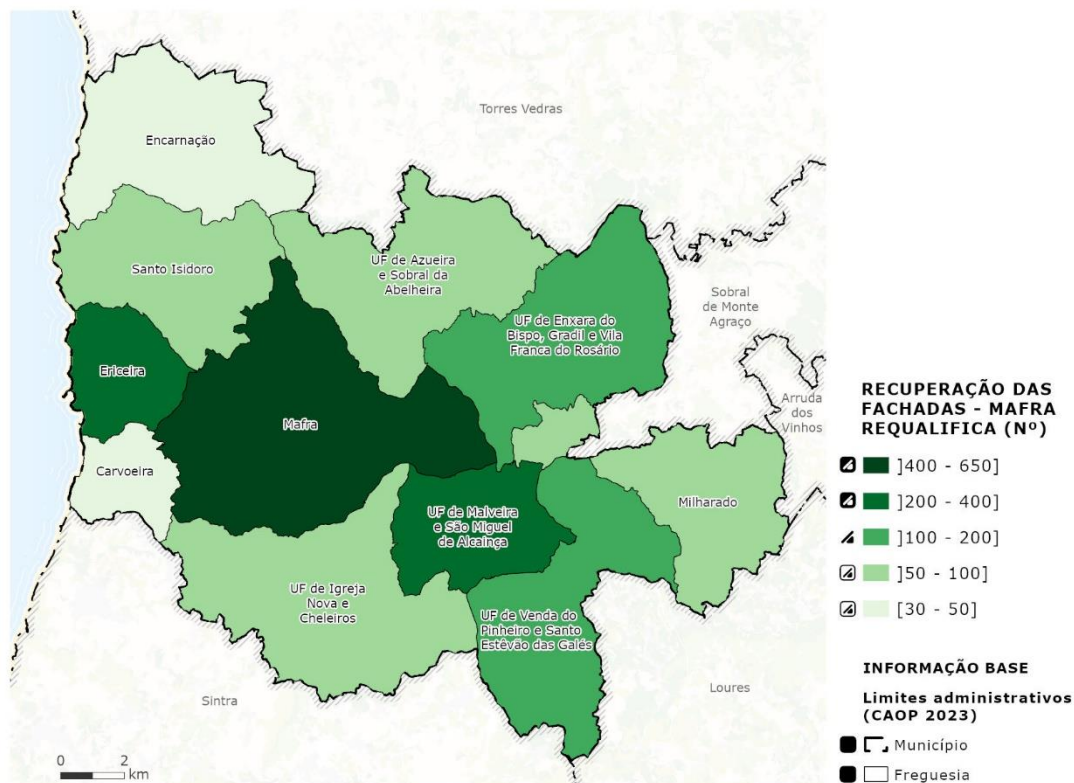 Torres Vedras
Encarnação
Santo Isidoro
UF de Azueira
e Sobral da
Abelheira
Sobral
de Monte
Agraço
UF de Enxara do
Bispo, Gradil e Vila
Franca do Rosário
Ericeira
Arruda
dos
Vinhos
Mafra
Carvoeira
Milharado
UF de Malveira
e São Miguel
de Alcainça
UF de Igreja
Nova e
Cheleiros
UF de Venda do
Pinheiro e Santo
Estêvão das Galés
Sintra
Loures
0 2
km
RECUPERAÇÃO DAS
FACHADAS - MAFRA
REQUALIFICA (Nº)
]400 - 650]
]200 - 400]
]100 - 200]
]50 - 100]
[30 - 50]
INFORMAÇÃO BASE
Limites administrativos
(CAOP 2023)
Município
Freguesia